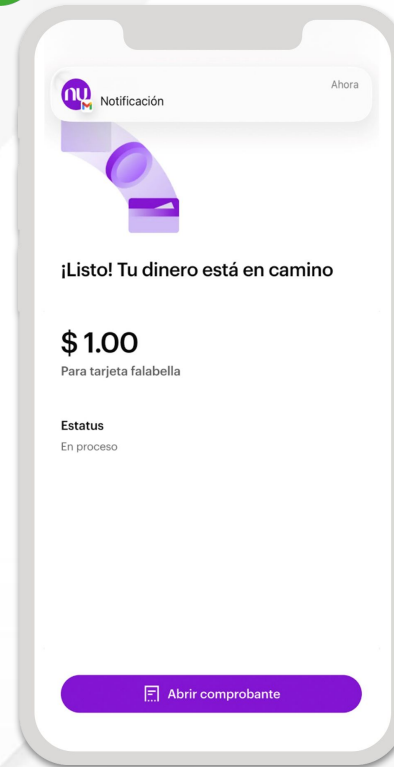 nu
Notificación
Ahora
¡Listo! Tu dinero está en camino
$ 1.00
Para tarjeta falabella
Estatus
En proceso
Abrir comprobante